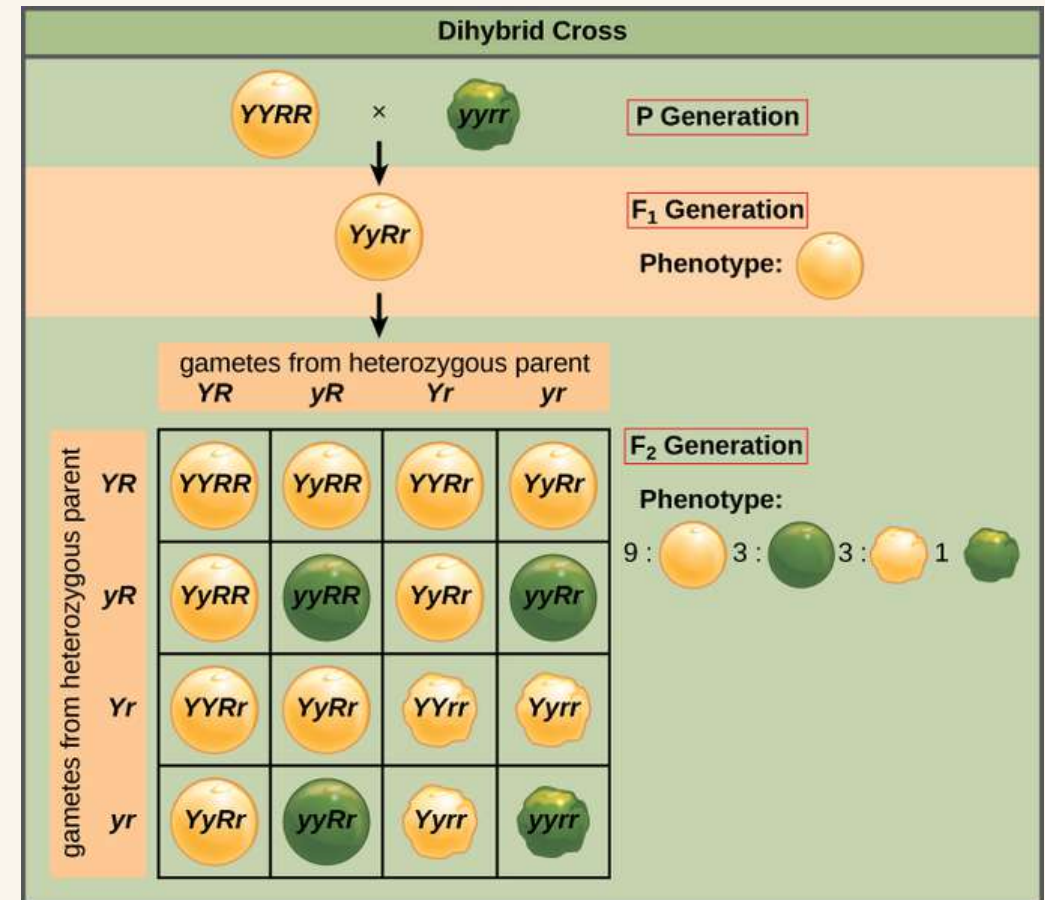 Dihybrid Cross
YYRR × yyrr
P Generation
YyRr
F1 Generation
Phenotype:
gametes from heterozygous parent
YR yR Yr yr
gametes from heterozygous parent
YR YYRR YyRR YYRr YyRr
yR YyRR yyRR YyRr yyRr
Yr YYRr YyRr YYrr Yyrr
yr YyRr yyRr Yyrr yyrr
F2 Generation
Phenotype:
9 : 3 : 3 : 1